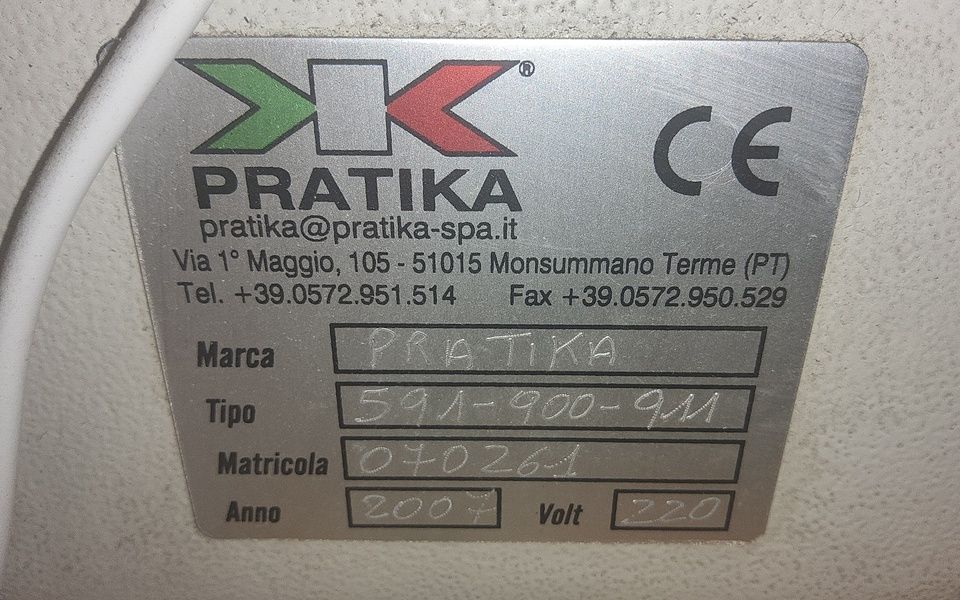 ®
CE
PRATIKA
pratika@pratika-spa.it
Via 1° Maggio, 105 - 51015 Monsummano Terme (PT)
Tel. +39.0572.951.514 Fax +39.0572.950.529
Marca PRATIKA
Tipo 591-900-911
Matricola 070261
Anno 2007 Volt 220